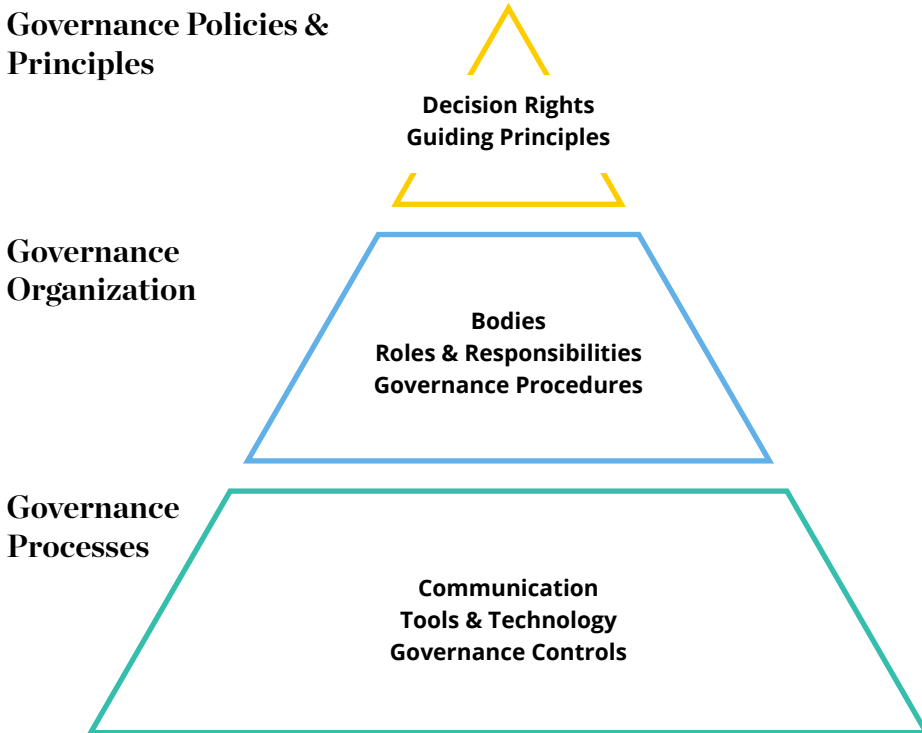 Governance Policies &
Principles
Decision Rights
Guiding Principles
Governance
Organization
Bodies
Roles & Responsibilities
Governance Procedures
Governance
Processes
Communication
Tools & Technology
Governance Controls